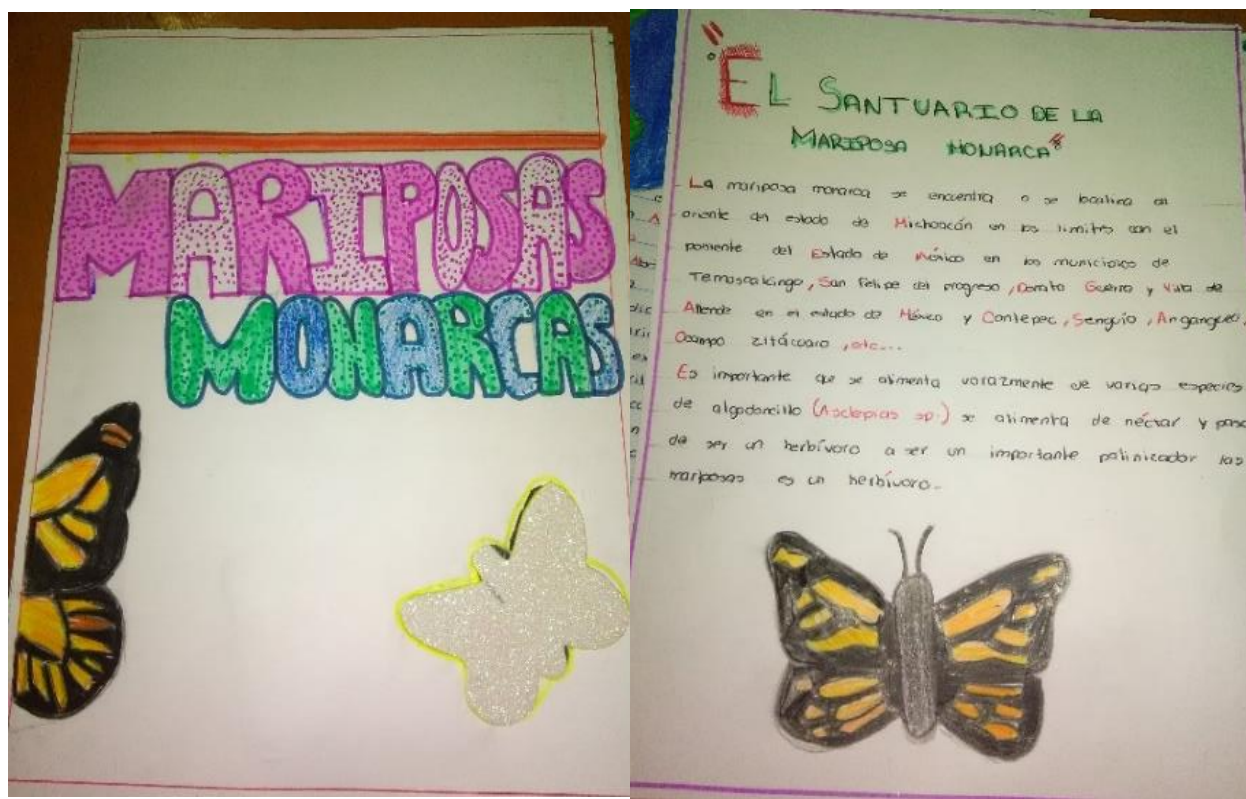 MARIPOSAS
MONARCAS
"EL SANTUARIO DE LA
MARIPOSA MONARCA"
La mariposa monarca se encuentra o se localiza al
oriente del estado de Michoacán en los limites con el
poniente del Estado de México en los municipios de
Temascalcingo, San Felipe del progreso, Donato Guerra y Villa de
Allende en el estado de México y Contepec, Senguío, Angangueo,
Ocampo zitácuaro, etc...
Es importante que se alimenta vorazmente de varias especies
de algodoncillo (Asclepias sp.) se alimenta de néctar y pasa
de ser un herbívoro a ser un importante polinizador las
mariposas es un herbívoro.